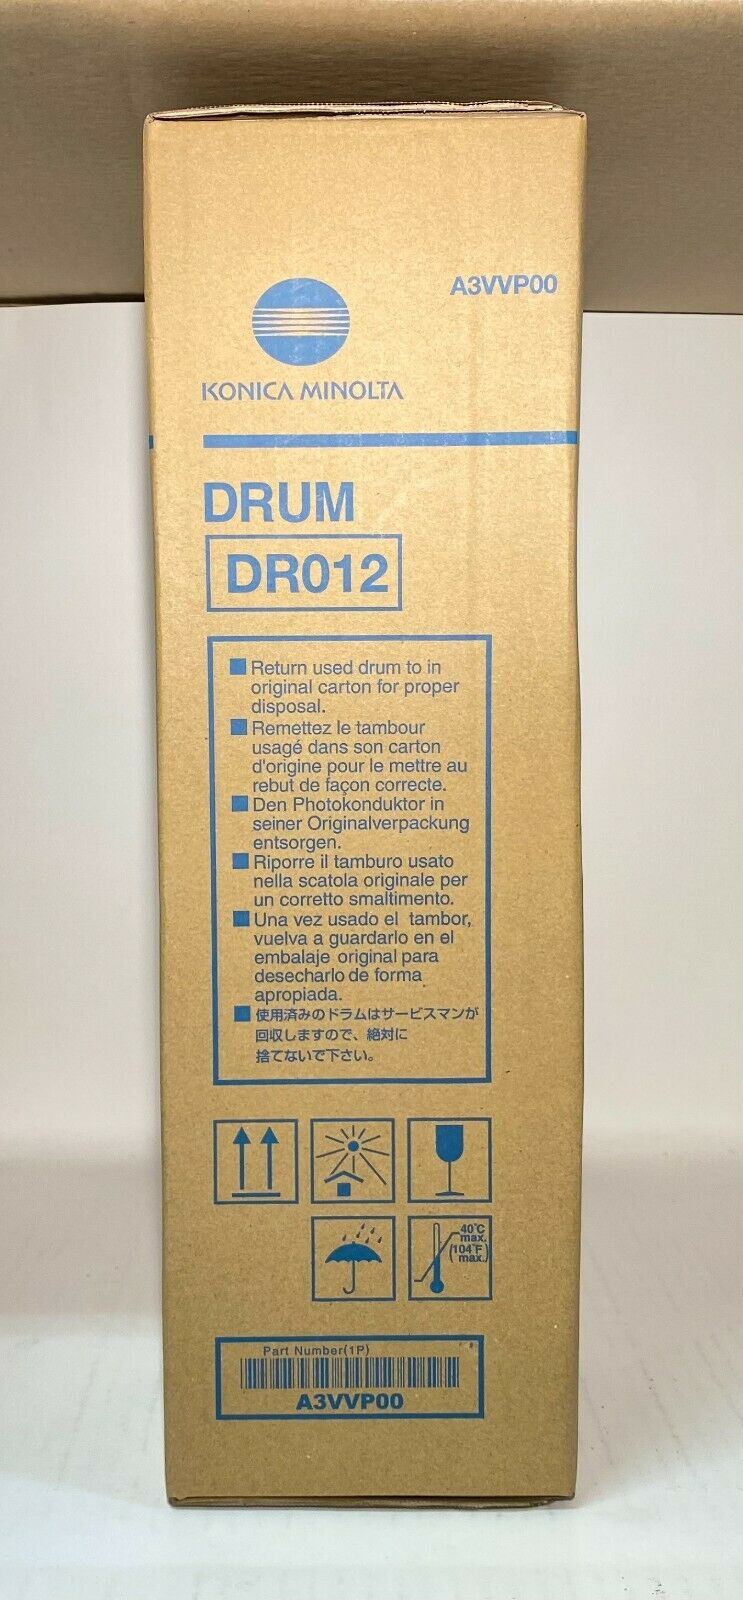 A3VVP00
KONICA MINOLTA
DRUM
DR012
Return used drum to in
original carton for proper
disposal.
Remettez le tambour
usagé dans son carton
d'origine pour le mettre au
rebut de façon correcte.
Den Photokonduktor in
seiner Originalverpackung
entsorgen.
Riporre il tamburo usato
nella scatola originale per
un corretto smaltimento.
Una vez usado el tambor,
vuelva a guardarlo en el
embalaje original para
desecharlo de forma
apropiada.
使用済みのドラムはサービスマンが
回収しますので、絶対に
捨てないで下さい。
40°C
max.
(104°F
max.)
Part Number(1P)
A3VVP00